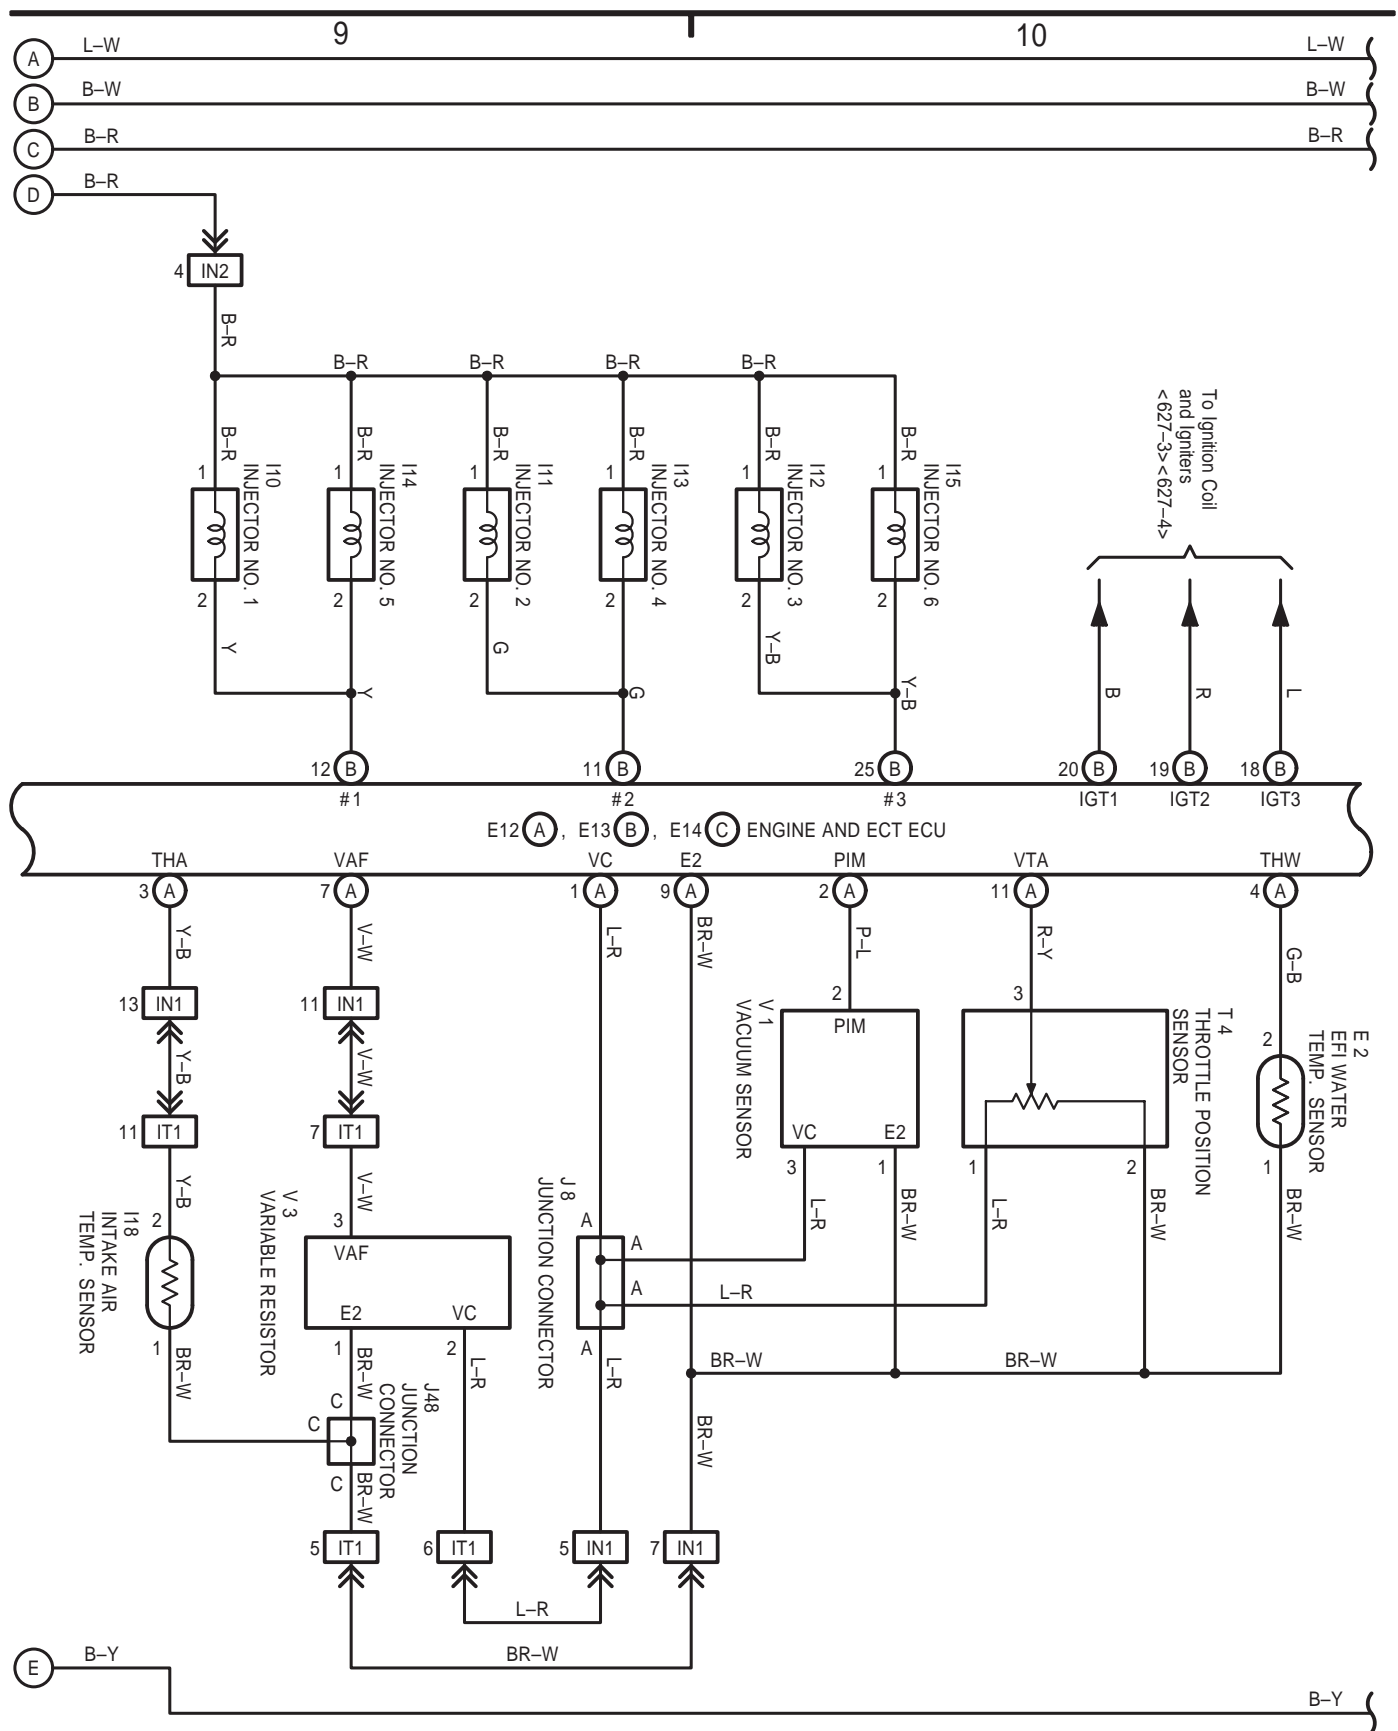 9
10
A L–W L–W
B B–W B–W
C B–R B–R
D B–R
4 IN2
B–R
B–R B–R B–R B–R
B–R B–R B–R B–R B–R B–R
1 1 1 1 1 1
I10
INJECTOR NO. 1
I14
INJECTOR NO. 5
I11
INJECTOR NO. 2
I13
INJECTOR NO. 4
I12
INJECTOR NO. 3
I15
INJECTOR NO. 6
To Ignition Coil
and Igniters
<627–3><627–4>
2 2 2 2 2 2
Y G Y–B
Y G Y–B
B R L
12 B 11 B 25 B 20 B 19 B 18 B
#1 #2 #3 IGT1 IGT2 IGT3
E12 A , E13 B , E14 C ENGINE AND ECT ECU
THA VAF VC E2 PIM VTA THW
3 A 7 A 1 A 9 A 2 A 11 A 4 A
Y–B V–W L–R BR–W P–L R–Y G–B
13 IN1 11 IN1
2 3
PIM
V 1
VACUUM SENSOR
T 4
THROTTLE POSITION
SENSOR
2
E 2
EFI WATER
TEMP. SENSOR
Y–B V–W
11 IT1 7 IT1
VC E2
3 1 1 2 1
Y–B V–W
L–R BR–W L–R BR–W BR–W
2
I18
INTAKE AIR
TEMP. SENSOR
V 3
VARIABLE RESISTOR
3
VAF
E2 VC
J 8
JUNCTION CONNECTOR
A
A
A L–R
A
1 1 2
BR–W BR–W L–R L–R
BR–W BR–W
C
C
C
J48
JUNCTION
CONNECTOR
BR–W BR–W
5 IT1 6 IT1 5 IN1 7 IN1
L–R
BR–W
E B–Y
B–Y